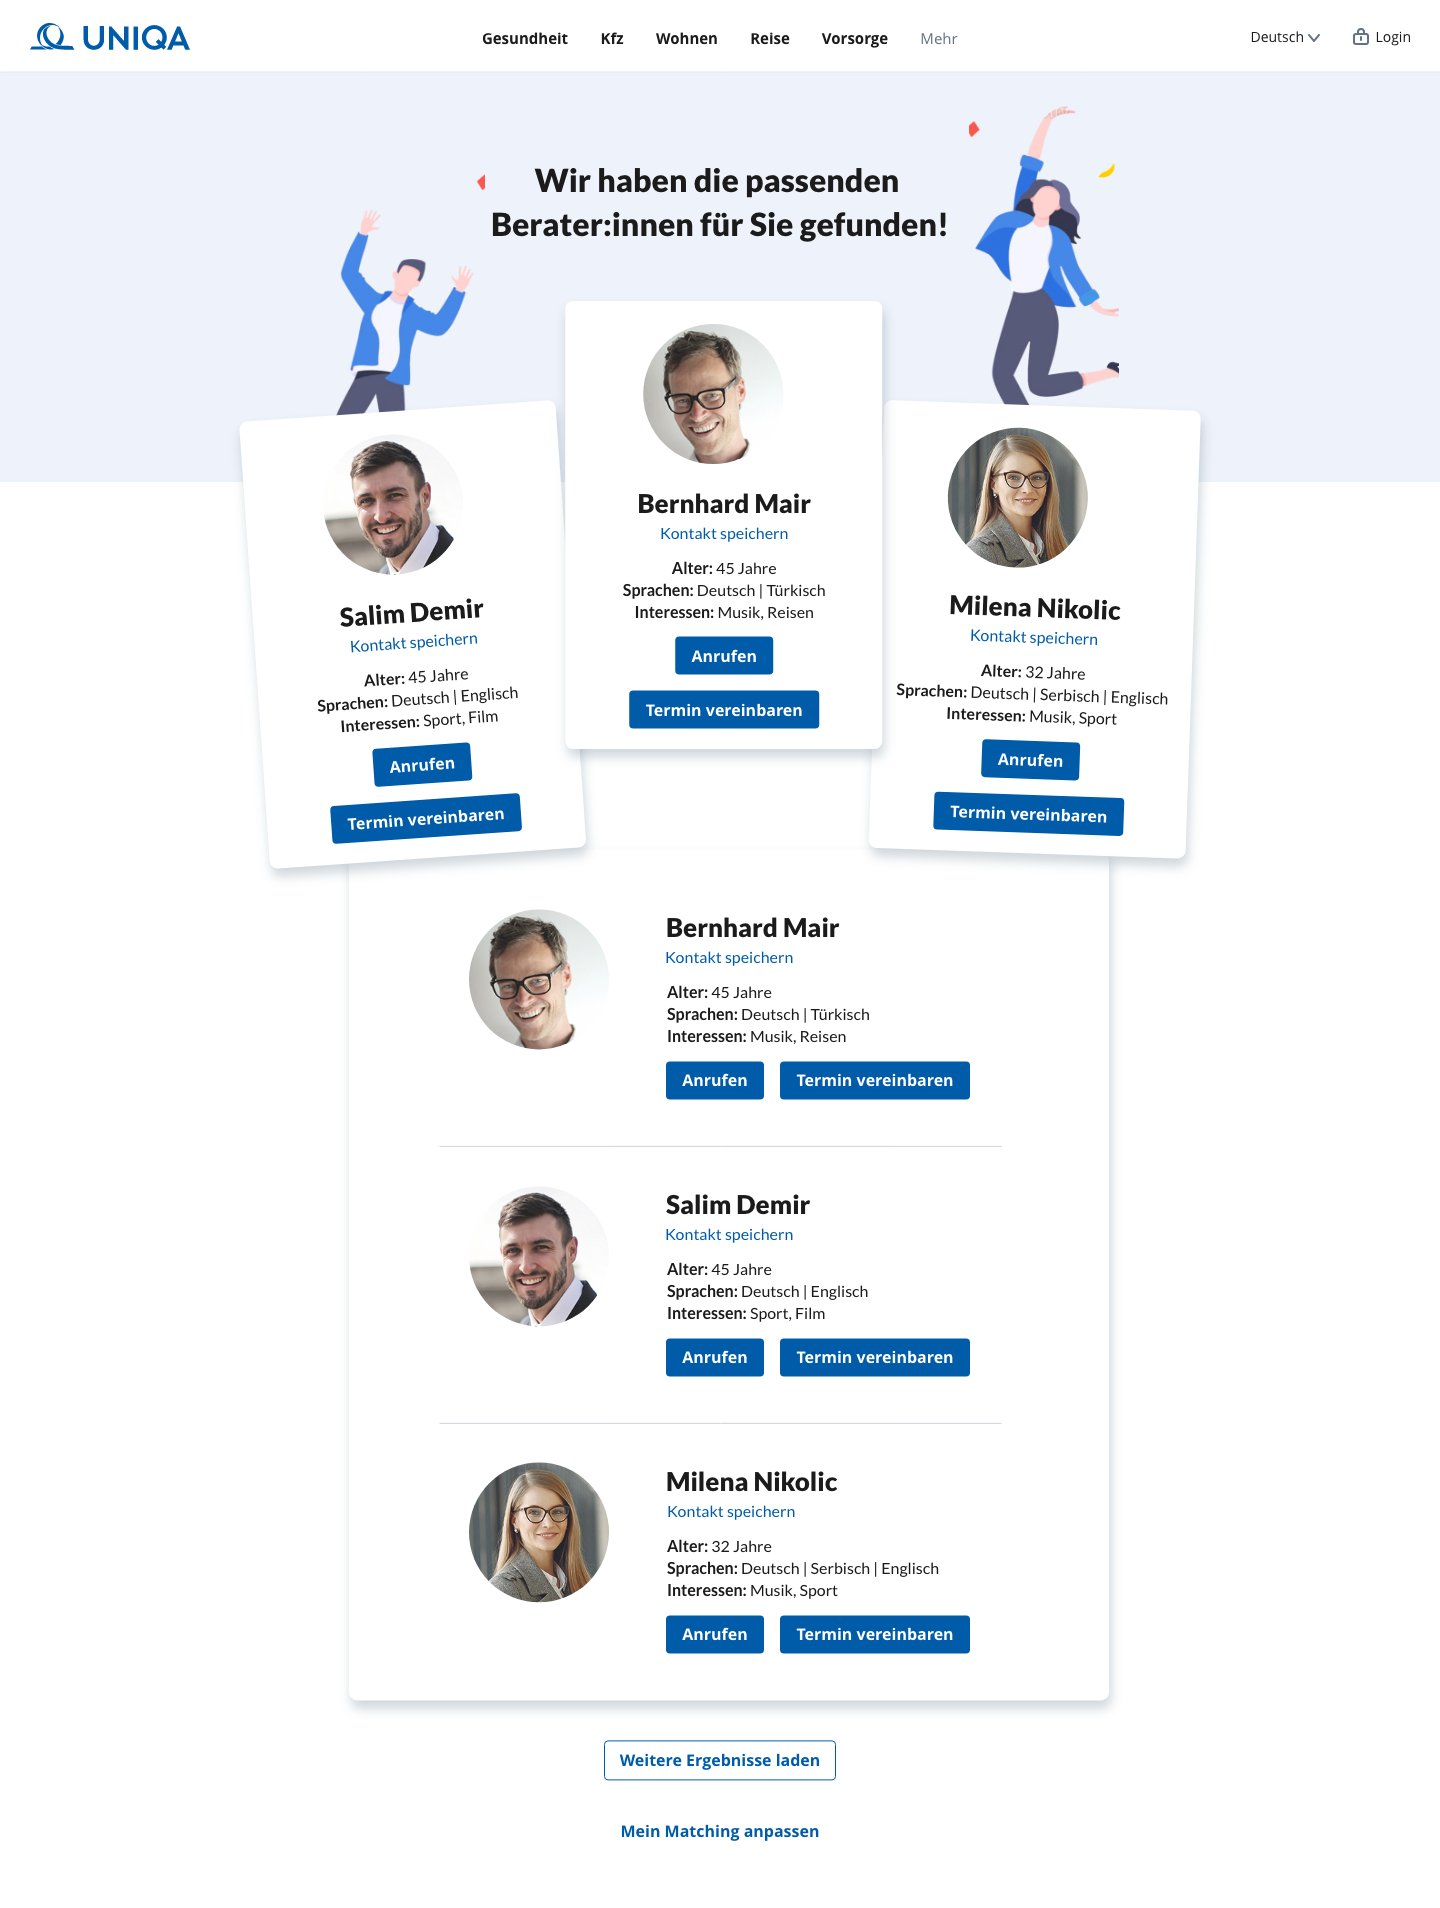 UNIQA
Gesundheit Kfz Wohnen Reise Vorsorge Mehr
Deutsch Login
Wir haben die passenden
Berater:innen für Sie gefunden!
Salim Demir
Kontakt speichern
Alter: 45 Jahre
Sprachen: Deutsch | Englisch
Interessen: Sport, Film
Anrufen
Termin vereinbaren
Bernhard Mair
Kontakt speichern
Alter: 45 Jahre
Sprachen: Deutsch | Türkisch
Interessen: Musik, Reisen
Anrufen
Termin vereinbaren
Milena Nikolic
Kontakt speichern
Alter: 32 Jahre
Sprachen: Deutsch | Serbisch | Englisch
Interessen: Musik, Sport
Anrufen
Termin vereinbaren
Bernhard Mair
Kontakt speichern
Alter: 45 Jahre
Sprachen: Deutsch | Türkisch
Interessen: Musik, Reisen
Anrufen Termin vereinbaren
Salim Demir
Kontakt speichern
Alter: 45 Jahre
Sprachen: Deutsch | Englisch
Interessen: Sport, Film
Anrufen Termin vereinbaren
Milena Nikolic
Kontakt speichern
Alter: 32 Jahre
Sprachen: Deutsch | Serbisch | Englisch
Interessen: Musik, Sport
Anrufen Termin vereinbaren
Weitere Ergebnisse laden
Mein Matching anpassen